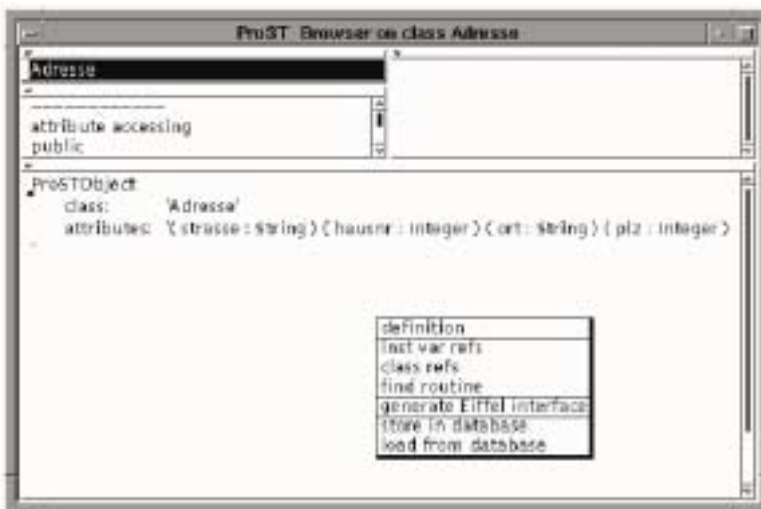 ProST Browser on class Adresse
Adresse
-------------
attribute accessing
public
ProSTObject
class: 'Adresse'
attributes: '( strasse : String ) ( hausnr : Integer ) ( ort : String ) ( plz : Integer )
definition
inst var refs
class refs
find routine
generate Eiffel interface
store in database
load from database